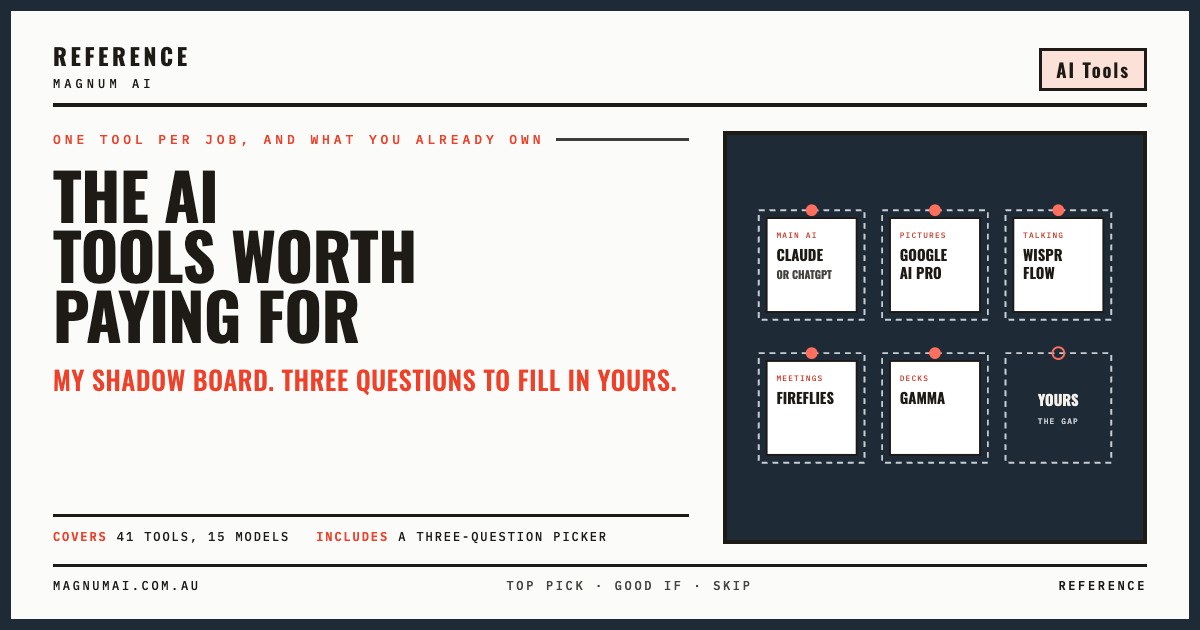 REFERENCE
MAGNUM AI
AI Tools
ONE TOOL PER JOB, AND WHAT YOU ALREADY OWN
THE AI
TOOLS WORTH
PAYING FOR
MY SHADOW BOARD. THREE QUESTIONS TO FILL IN YOURS.
COVERS 41 TOOLS, 15 MODELS INCLUDES A THREE-QUESTION PICKER
MAIN AI
CLAUDE
OR CHATGPT
PICTURES
GOOGLE
AI PRO
TALKING
WISPR
FLOW
MEETINGS
FIREFLIES
DECKS
GAMMA
YOURS
THE GAP
MAGNUMAI.COM.AU
TOP PICK · GOOD IF · SKIP
REFERENCE